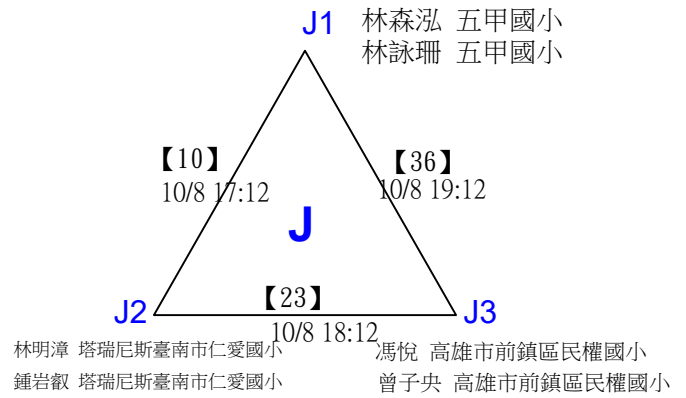 J1 林森泓 五甲國小
林詠珊 五甲國小
【10】
10/8 17:12
【36】
10/8 19:12
J
【23】
10/8 18:12
J2
林明漳 塔瑞尼斯臺南市仁愛國小
鍾岩叡 塔瑞尼斯臺南市仁愛國小
J3
馮悅 高雄市前鎮區民權國小
曾子央 高雄市前鎮區民權國小